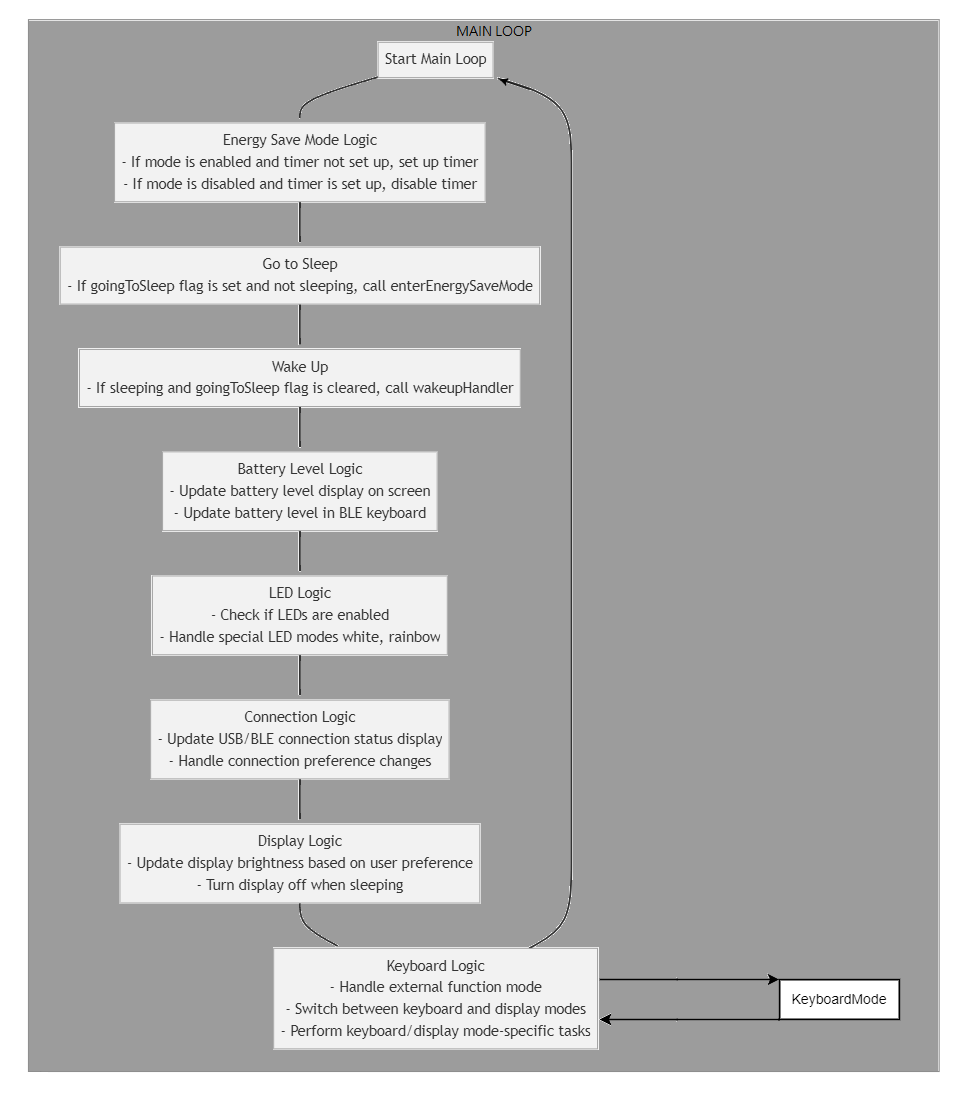 MAIN LOOP
Start Main Loop
Energy Save Mode Logic
- If mode is enabled and timer not set up, set up timer
- If mode is disabled and timer is set up, disable timer
Go to Sleep
- If goingToSleep flag is set and not sleeping, call enterEnergySaveMode
Wake Up
- If sleeping and goingToSleep flag is cleared, call wakeupHandler
Battery Level Logic
- Update battery level display on screen
- Update battery level in BLE keyboard
LED Logic
- Check if LEDs are enabled
- Handle special LED modes white, rainbow
Connection Logic
- Update USB/BLE connection status display
- Handle connection preference changes
Display Logic
- Update display brightness based on user preference
- Turn display off when sleeping
Keyboard Logic
- Handle external function mode
- Switch between keyboard and display modes
- Perform keyboard/display mode-specific tasks
KeyboardMode